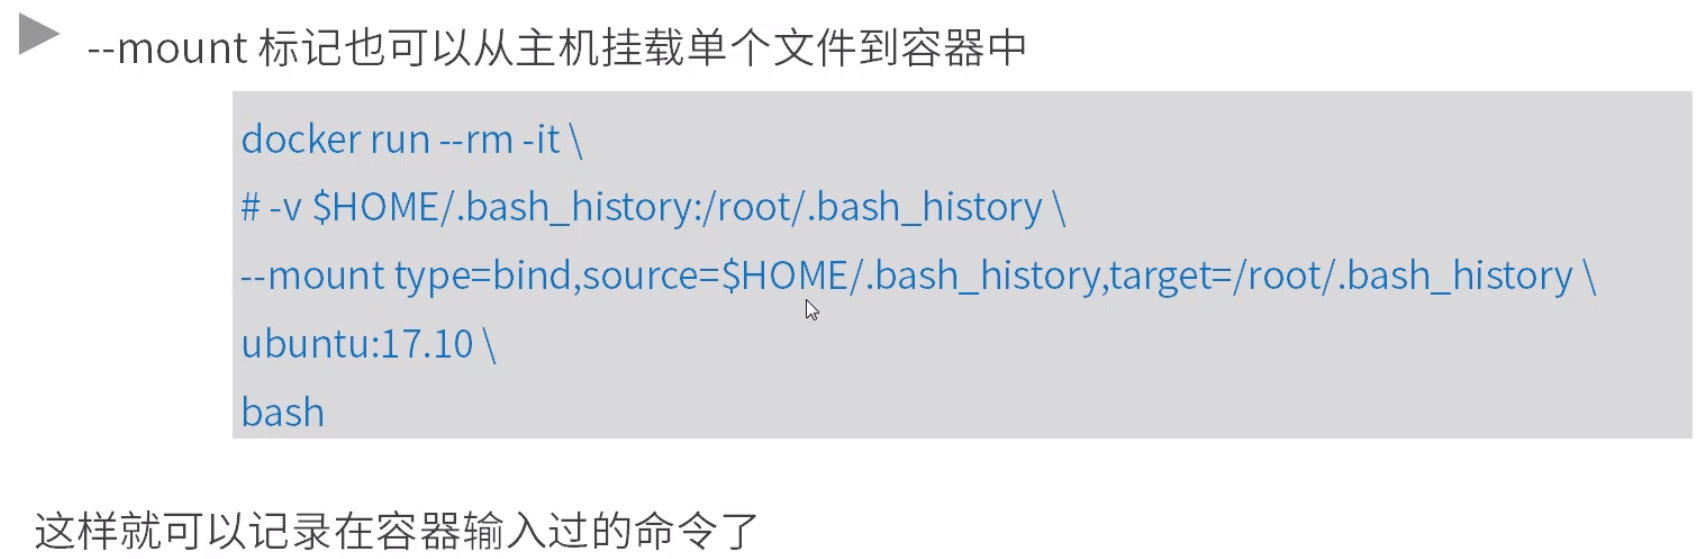 --mount 标记也可以从主机挂载单个文件到容器中
docker run --rm -it \
# -v $HOME/.bash_history:/root/.bash_history \
--mount type=bind,source=$HOME/.bash_history,target=/root/.bash_history \
ubuntu:17.10 \
bash
这样就可以记录在容器输入过的命令了